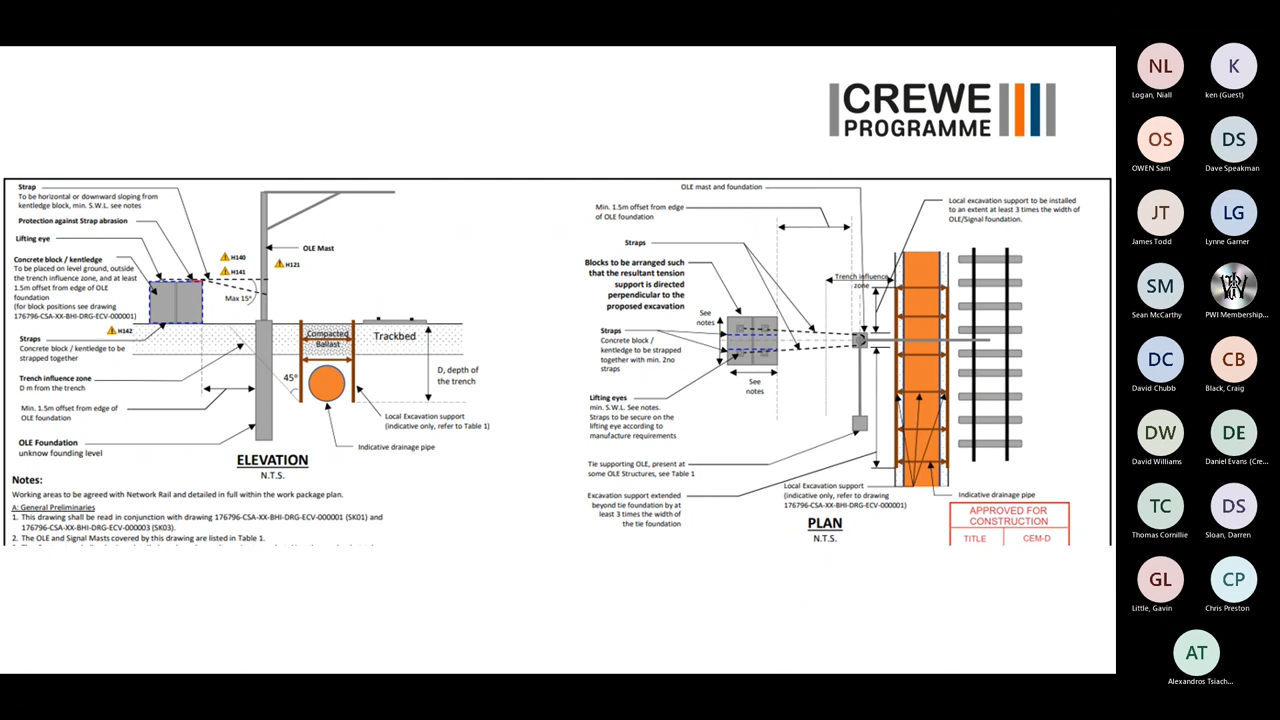 CREWE
PROGRAMME
Strap
To be horizontal or downward sloping from
kentledge block, min. S.W.L. see notes
Protection against Strap abrasion
Lifting eye
Concrete block / kentledge
To be placed on level ground, outside
the trench influence zone, and at least
1.5m offset from edge of OLE
foundation
(for block positions see drawing
176796-CSA-XX-BHI-DRG-ECV-000001)
H142
Straps
Concrete block / kentledge to be
strapped together
Trench influence zone
D m from the trench
Min. 1.5m offset from edge of
OLE foundation
OLE Foundation
unknow founding level
H140
H141
H121
Max 15°
OLE Mast
Compacted
Ballast
Trackbed
45°
D, depth of
the trench
Local Excavation support
(indicative only, refer to Table 1)
Indicative drainage pipe
ELEVATION
N.T.S.
Notes:
Working areas to be agreed with Network Rail and detailed in full within the work package plan.
A: General Preliminaries
1. This drawing shall be read in conjunction with drawing 176796-CSA-XX-BHI-DRG-ECV-000001 (SK01) and
176796-CSA-XX-BHI-DRG-ECV-000003 (SK03).
2. The OLE and Signal Masts covered by this drawing are listed in Table 1.
OLE mast and foundation
Min. 1.5m offset from edge
of OLE foundation
Straps
Blocks to be arranged such
that the resultant tension
support is directed
perpendicular to the
proposed excavation
See
notes
Straps
Concrete block /
kentledge to be strapped
together with min. 2no
straps
See
notes
Lifting eyes
min. S.W.L. See notes.
Straps to be secure on the
lifting eye according to
manufacture requirements
Tie supporting OLE, present at
some OLE Structures, see Table 1
Excavation support extended
beyond tie foundation by at
least 3 times the width of
the tie foundation
Trench influence
zone
Local excavation support to be installed
to an extent at least 3 times the width of
OLE/Signal foundation.
Local Excavation support
(indicative only, refer to drawing
176796-CSA-XX-BHI-DRG-ECV-000001)
Indicative drainage pipe
PLAN
N.T.S.
APPROVED FOR
CONSTRUCTION
TITLE CEM-D
NL K
Logan, Niall ken (Guest)
OS DS
OWEN Sam Dave Speakman
JT LG
James Todd Lynne Garner
SM
Sean McCarthy PWI Membership...
DC CB
David Chubb Black, Craig
DW DE
David Williams Daniel Evans (Cre...
TC DS
Thomas Cornillie Sloan, Darren
GL CP
Little, Gavin Chris Preston
AT
Alexandros Tsiach...